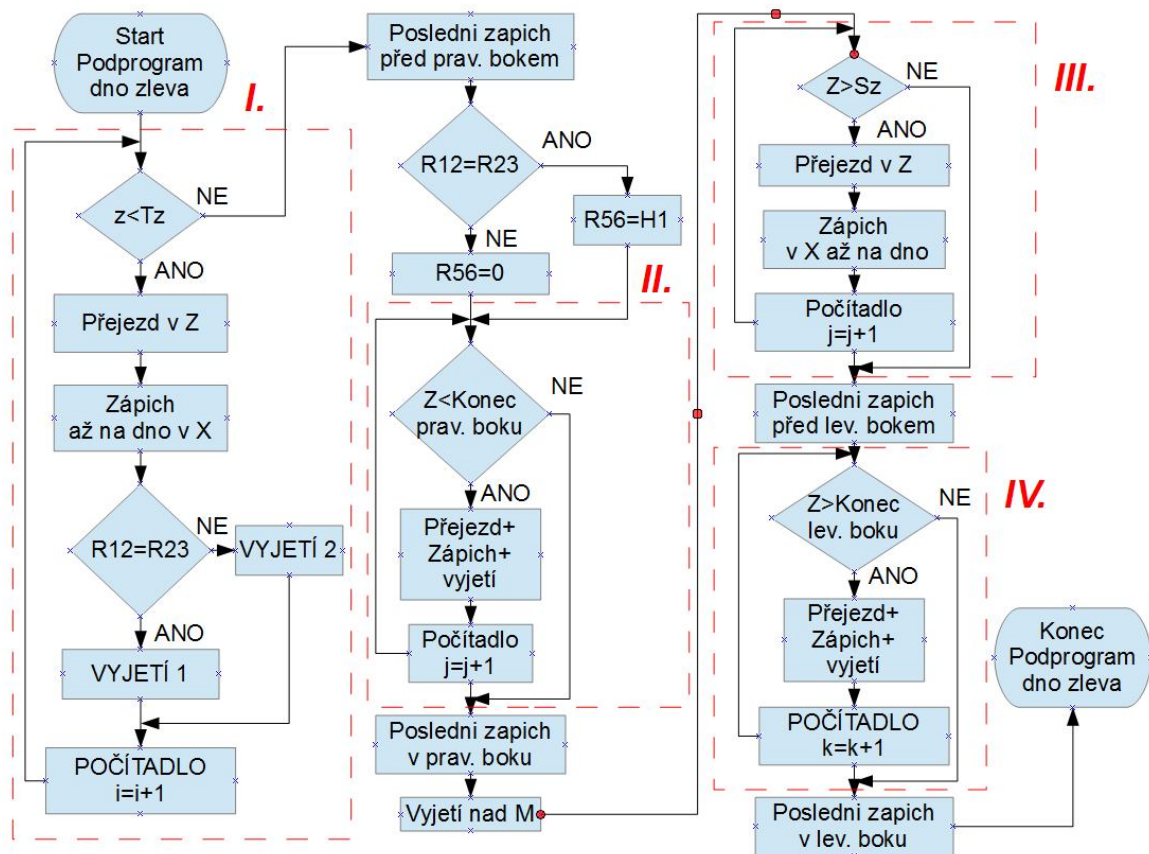 Start
Podprogram
dno zleva
I.
z<Tz
NE
ANO
Přejezd v Z
Zápich
až na dno v X
R12=R23
NE
VYJETÍ 2
ANO
VYJETÍ 1
POČÍTADLO
i=i+1
Posledni zapich
před prav. bokem
R12=R23
ANO
R56=H1
NE
R56=0
II.
Z<Konec
prav. boku
NE
ANO
Přejezd+
Zápich+
vyjetí
Počítadlo
j=j+1
Posledni zapich
v prav. boku
Vyjetí nad M
III.
Z>Sz
NE
ANO
Přejezd v Z
Zápich
v X až na dno
Počítadlo
j=j+1
Posledni zapich
před lev. bokem
IV.
Z>Konec
lev. boku
NE
ANO
Přejezd+
Zápich+
vyjetí
POČÍTADLO
k=k+1
Posledni zapich
v lev. boku
Konec
Podprogram
dno zleva